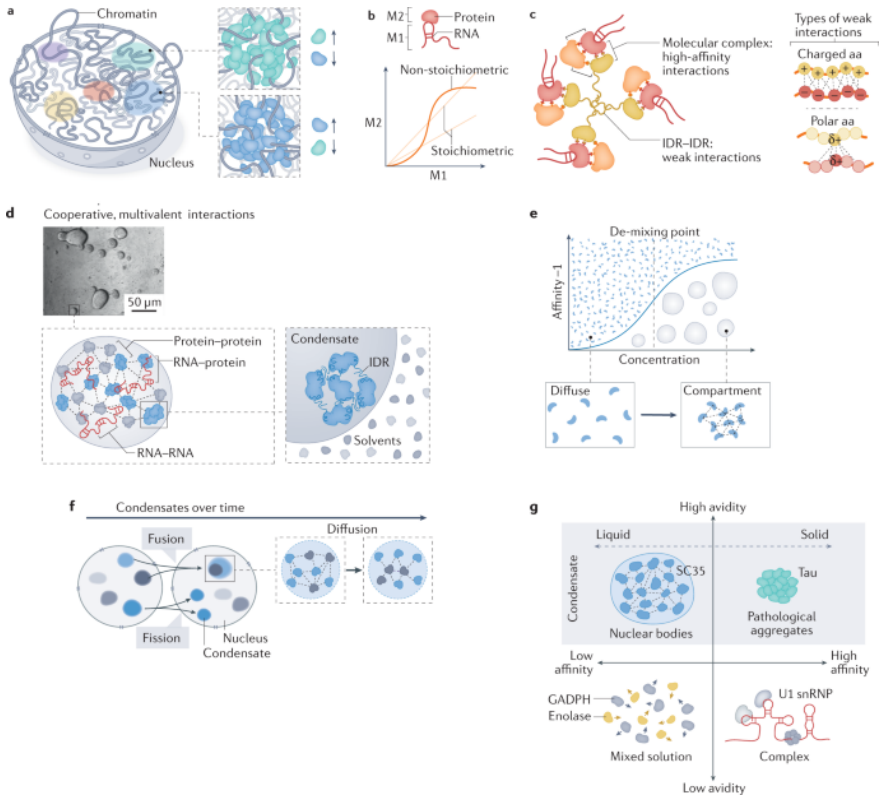 a
Chromatin
Nucleus
b
M2
Protein
M1
RNA
Non-stoichiometric
M2
Stoichiometric
M1
c
Molecular complex:
high-affinity
interactions
IDR–IDR:
weak interactions
Types of weak
interactions
Charged aa
+ + + + +
– – – – –
Polar aa
δ+
δ–
d
Cooperative, multivalent interactions
50 µm
Protein–protein
RNA–protein
RNA–RNA
Condensate
IDR
Solvents
e
De-mixing point
Affinity –1
Concentration
Diffuse
Compartment
f
Condensates over time
Fusion
Diffusion
Fission
Nucleus
Condensate
g
High avidity
Liquid
Solid
Condensate
SC35
Nuclear bodies
Tau
Pathological
aggregates
Low
affinity
High
affinity
GADPH
Enolase
Mixed solution
U1 snRNP
Complex
Low avidity